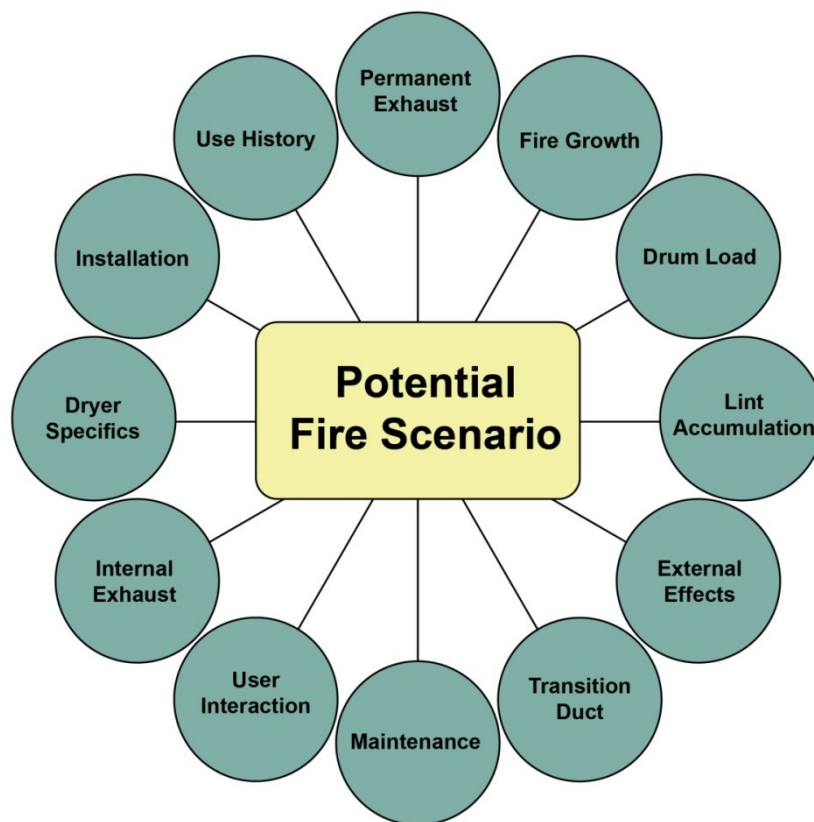 Permanent
Exhaust
Fire Growth
Drum Load
Lint
Accumulation
External
Effects
Transition
Duct
Maintenance
User
Interaction
Internal
Exhaust
Dryer
Specifics
Installation
Use History
Potential
Fire Scenario